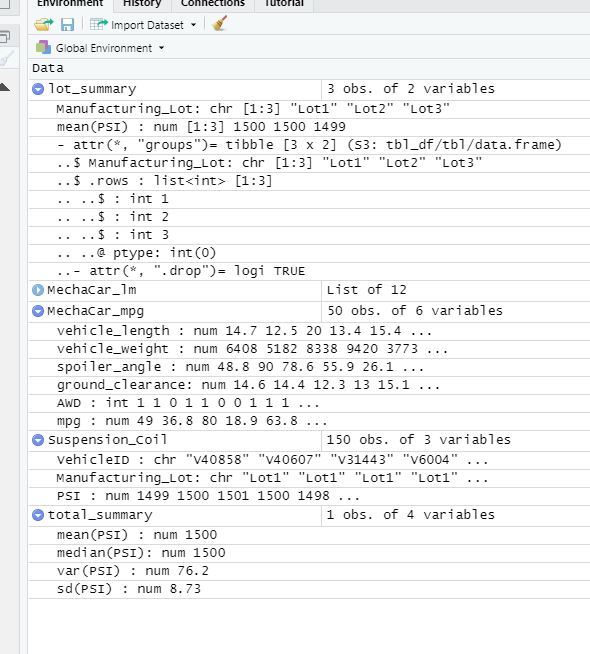 Environment History Connections Tutorial
Import Dataset
Global Environment
Data
lot_summary 3 obs. of 2 variables
Manufacturing_Lot: chr [1:3] "Lot1" "Lot2" "Lot3"
mean(PSI) : num [1:3] 1500 1500 1499
- attr(*, "groups")= tibble [3 x 2] (S3: tbl_df/tbl/data.frame)
..$ Manufacturing_Lot: chr [1:3] "Lot1" "Lot2" "Lot3"
..$ .rows : list<int> [1:3]
.. ..$ : int 1
.. ..$ : int 2
.. ..$ : int 3
.. ..@ ptype: int(0)
..- attr(*, ".drop")= logi TRUE
MechaCar_lm List of 12
MechaCar_mpg 50 obs. of 6 variables
vehicle_length : num 14.7 12.5 20 13.4 15.4 ...
vehicle_weight : num 6408 5182 8338 9420 3773 ...
spoiler_angle : num 48.8 90 78.6 55.9 26.1 ...
ground_clearance: num 14.6 14.4 12.3 13 15.1 ...
AWD : int 1 1 0 1 1 0 0 1 1 1 ...
mpg : num 49 36.8 80 18.9 63.8 ...
Suspension_Coil 150 obs. of 3 variables
VehicleID : chr "V40858" "V40607" "V31443" "V6004" ...
Manufacturing_Lot: chr "Lot1" "Lot1" "Lot1" "Lot1" ...
PSI : num 1499 1500 1501 1500 1498 ...
total_summary 1 obs. of 4 variables
mean(PSI) : num 1500
median(PSI): num 1500
var(PSI) : num 76.2
sd(PSI) : num 8.73